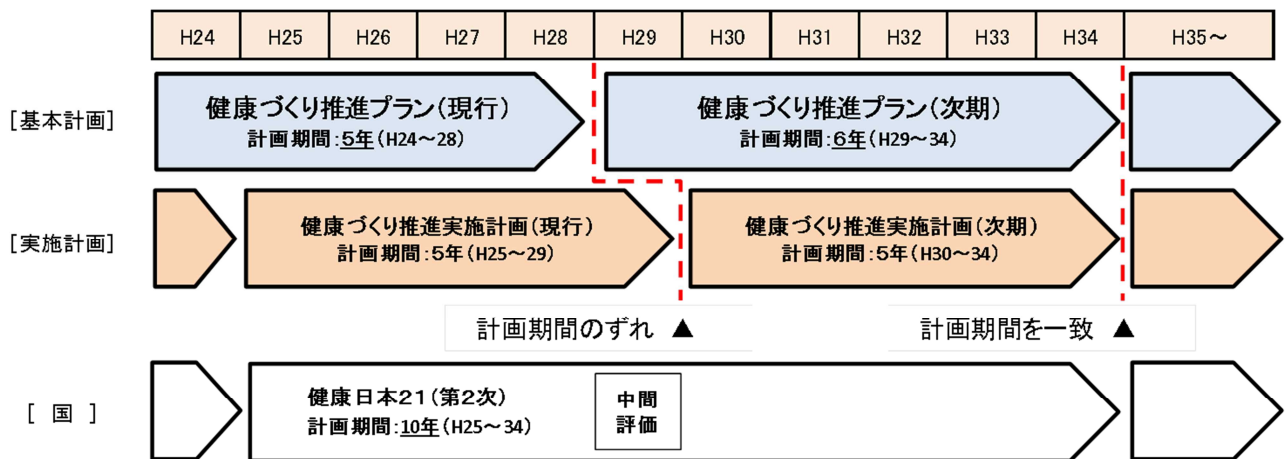 H24 H25 H26 H27 H28 H29 H30 H31 H32 H33 H34 H35～
[基本計画]
健康づくり推進プラン(現行)
計画期間:5年(H24～28)
健康づくり推進プラン(次期)
計画期間:6年(H29～34)
[実施計画]
健康づくり推進実施計画(現行)
計画期間:5年(H25～29)
健康づくり推進実施計画(次期)
計画期間:5年(H30～34)
計画期間のずれ ▲
計画期間を一致 ▲
[ 国 ]
健康日本21(第2次)
計画期間:10年(H25～34)
中間
評価